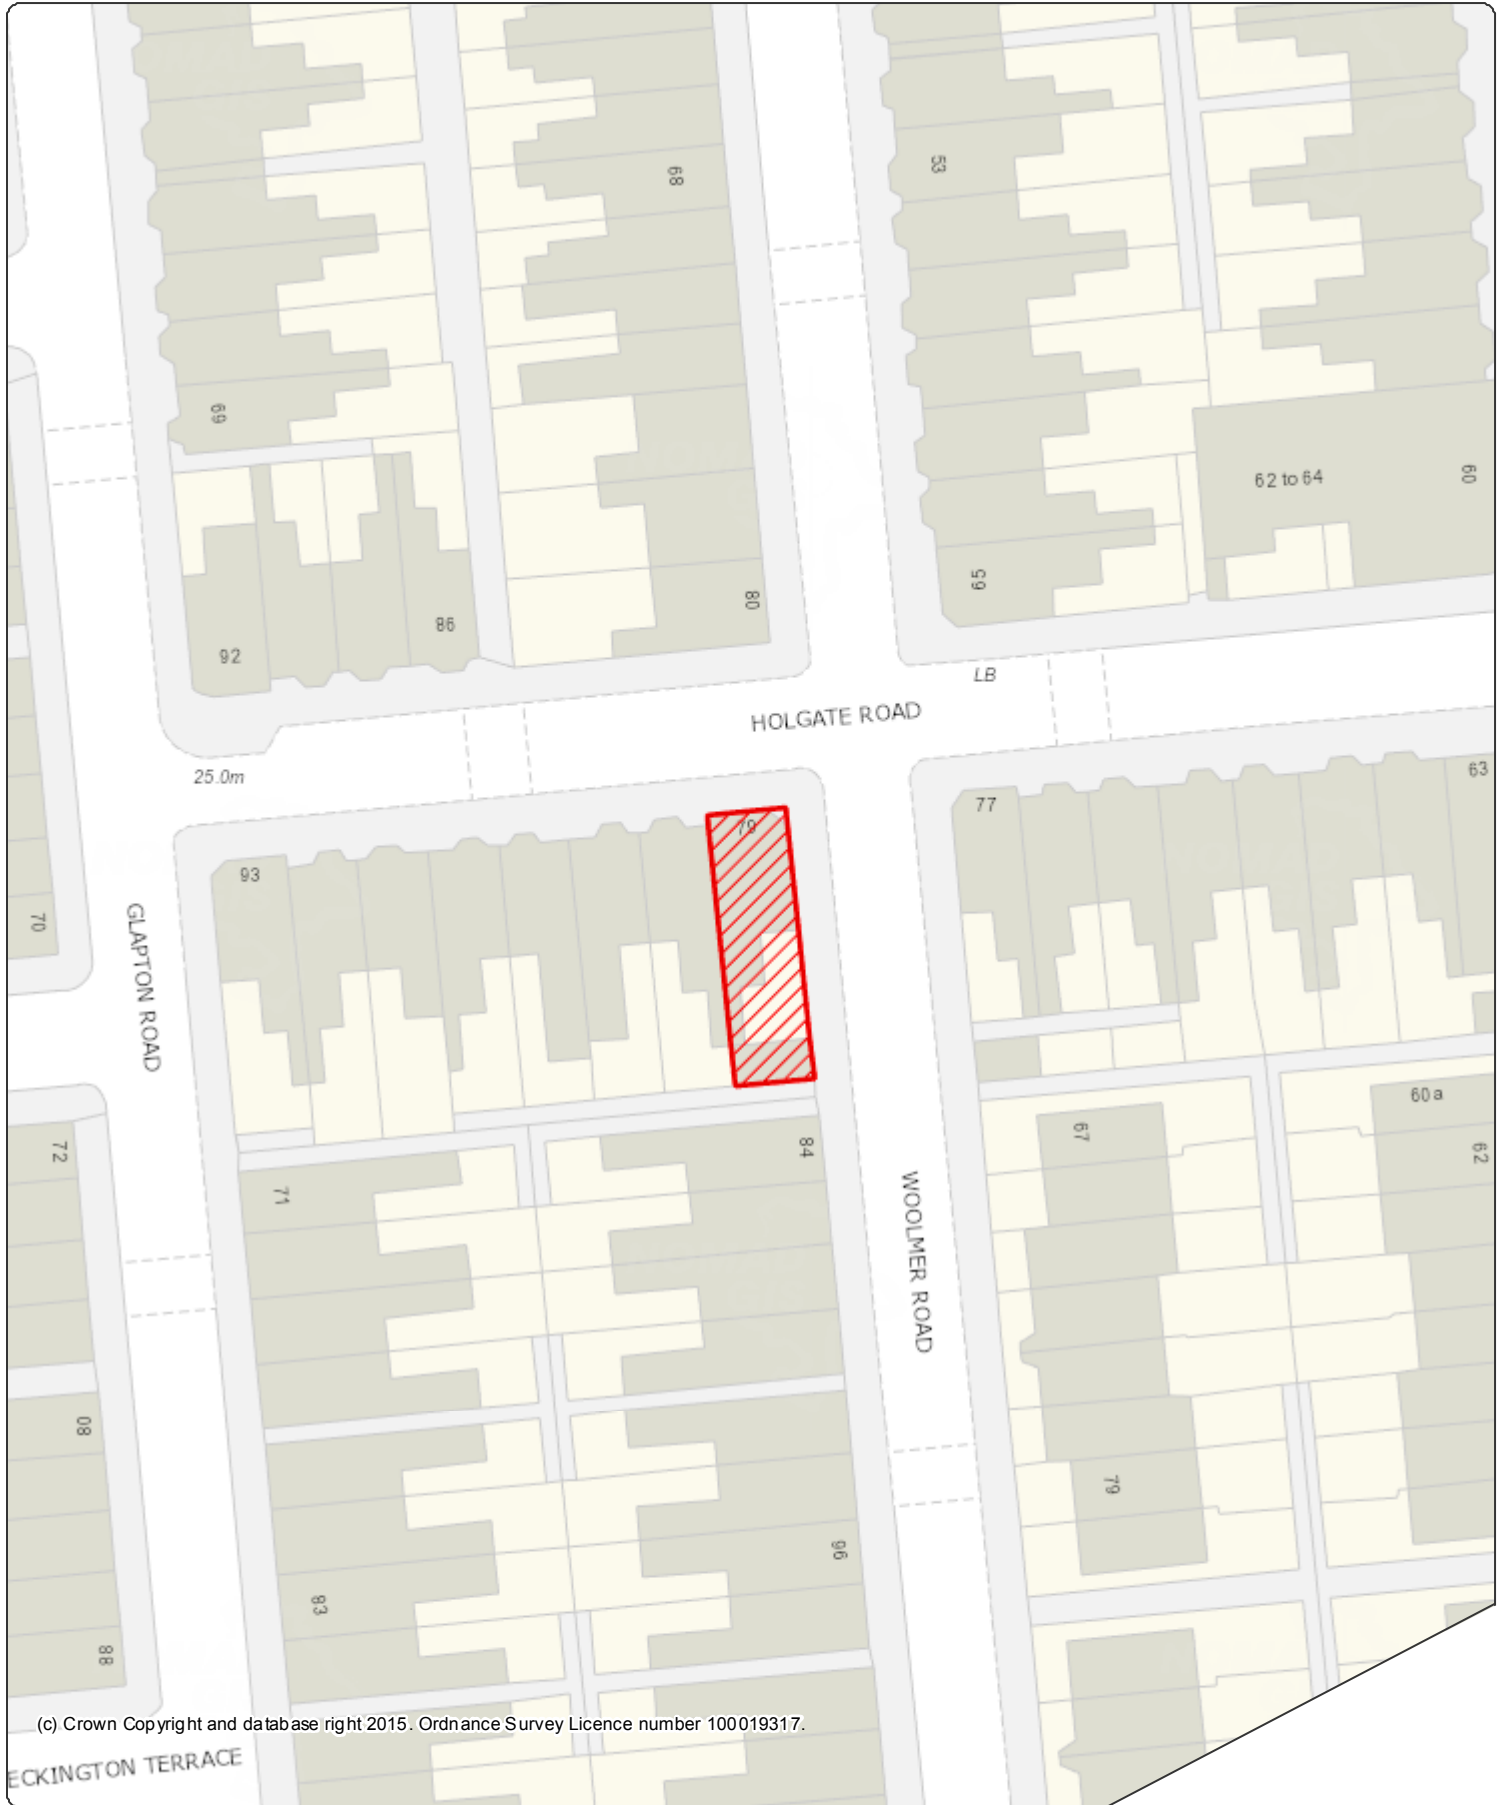 53
68
69
62 to 64
60
65
80
86
92
LB
HOLGATE ROAD
25.0m
63
77
79
93
70
GLAPTON ROAD
60a
67
84
72
62
71
WOOLMER ROAD
80
79
96
83
88
(c) Crown Copyright and database right 2015. Ordnance Survey Licence number 100019317.
ECKINGTON TERRACE